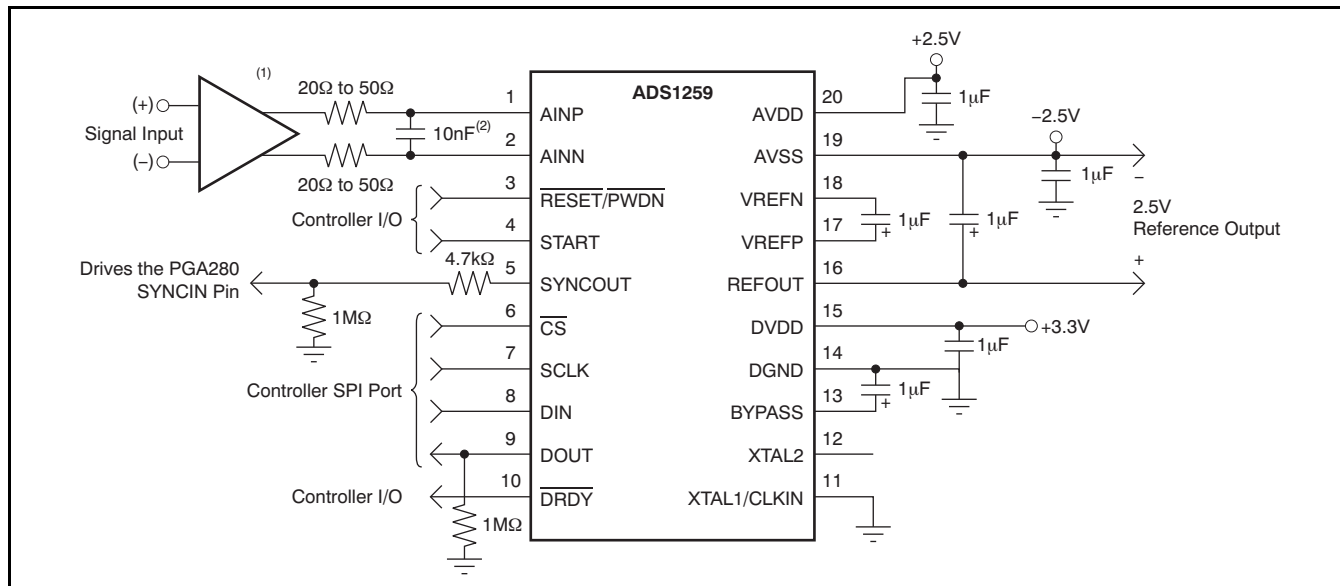 (1)
(+)
Signal Input
(−)
20Ω to 50Ω
10nF(2)
20Ω to 50Ω
Controller I/O
Drives the PGA280
SYNCIN Pin
4.7kΩ
1MΩ
Controller SPI Port
Controller I/O
1MΩ
ADS1259
1 AINP
2 AINN
3 RESET/PWDN
4 START
5 SYNCOUT
6 CS
7 SCLK
8 DIN
9 DOUT
10 DRDY
20 AVDD
19 AVSS
18 VREFN
17 VREFP
16 REFOUT
15 DVDD
14 DGND
13 BYPASS
12 XTAL2
11 XTAL1/CLKIN
+2.5V
1μF
−2.5V
1μF
−
1μF
+
1μF
+
2.5V
Reference Output
+
+3.3V
1μF
1μF
+